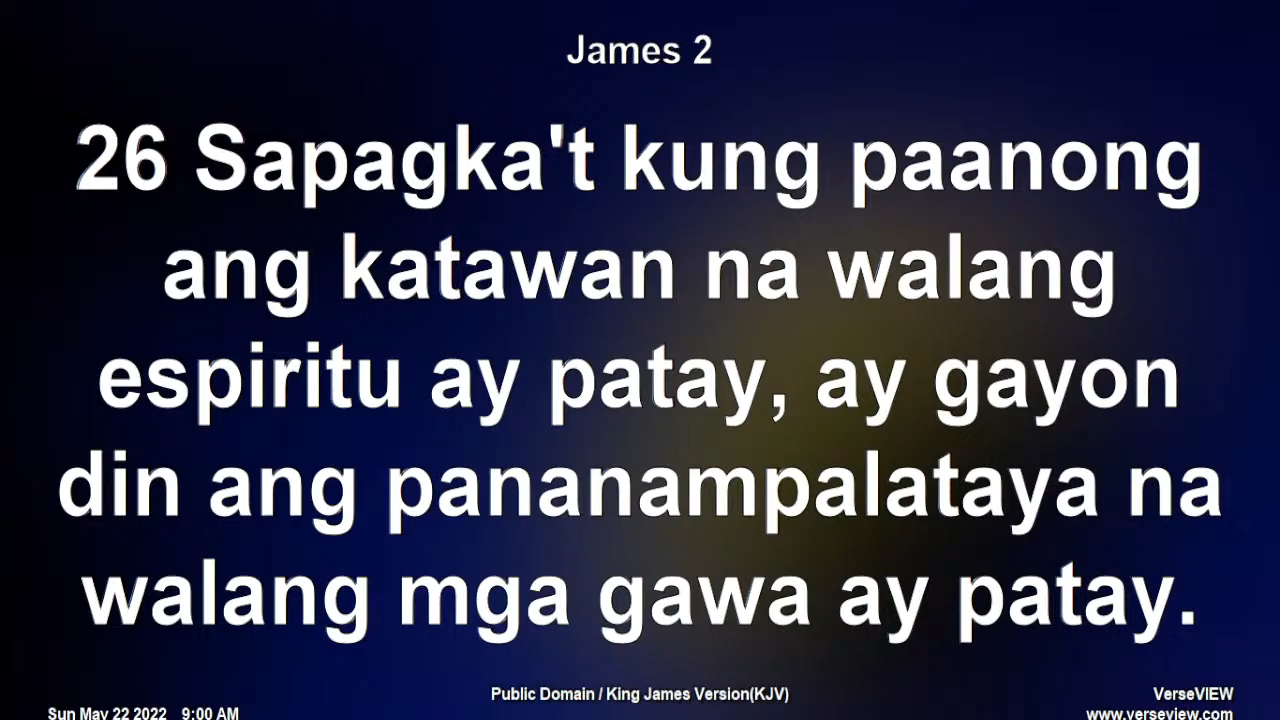 James 2
26 Sapagka't kung paanong
ang katawan na walang
espiritu ay patay, ay gayon
din ang pananampalataya na
walang mga gawa ay patay.
Public Domain / King James Version(KJV)
VerseVIEW
Sun May 22 2022 9:00 AM
www.verseview.com